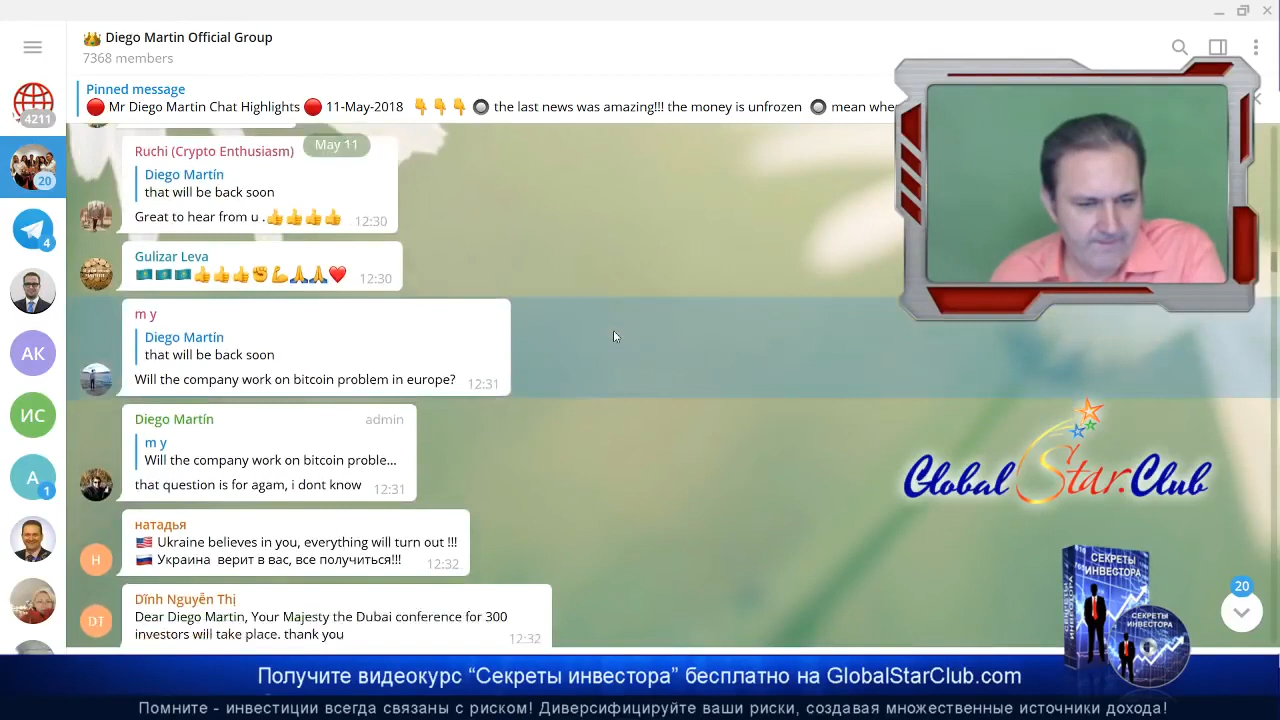 Diego Martin Official Group
7368 members
Pinned message
Mr Diego Martin Chat Highlights 🔴 11-May-2018 👇👇👇 🔘 the last news was amazing!!! the money is unfrozen 🔘 mean whe
4211
20
4
АК
ИС
A
1
May 11
Ruchi (Crypto Enthusiasm)
Diego Martín
that will be back soon
Great to hear from u .👍👍👍👍 12:30
Gulizar Leva
🇰🇿🇰🇿🇰🇿👍👍👍✊💪🙏🙏❤️ 12:30
m y
Diego Martín
that will be back soon
Will the company work on bitcoin problem in europe? 12:31
Diego Martín admin
m y
Will the company work on bitcoin proble...
that question is for agam, i dont know 12:31
наталья
Н
🇺🇸 Ukraine believes in you, everything will turn out !!!
🇷🇺 Украина верит в вас, все получиться!!! 12:32
Dĩnh Nguyễn Thị
DT
Dear Diego Martin, Your Majesty the Dubai conference for 300
investors will take place. thank you 12:32
Global Star.Club
СЕКРЕТЫ
ИНВЕСТОРА
СЕКРЕТЫ
ИНВЕСТОРА
20
Получите видеокурс “Секреты инвестора” бесплатно на GlobalStarClub.com
Помните - инвестиции всегда связаны с риском! Диверсифицируйте ваши риски, создавая множественные источники дохода!